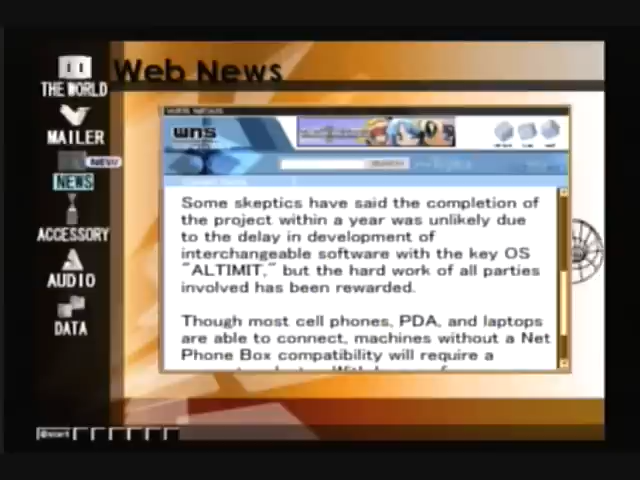 Web News
THE WORLD
MAILER
NEW
NEWS
ACCESSORY
AUDIO
DATA
WNS
SEARCH
Some skeptics have said the completion of
the project within a year was unlikely due
to the delay in development of
interchangeable software with the key OS
"ALTIMIT," but the hard work of all parties
involved has been rewarded.
Though most cell phones, PDA, and laptops
are able to connect, machines without a Net
Phone Box compatibility will require a